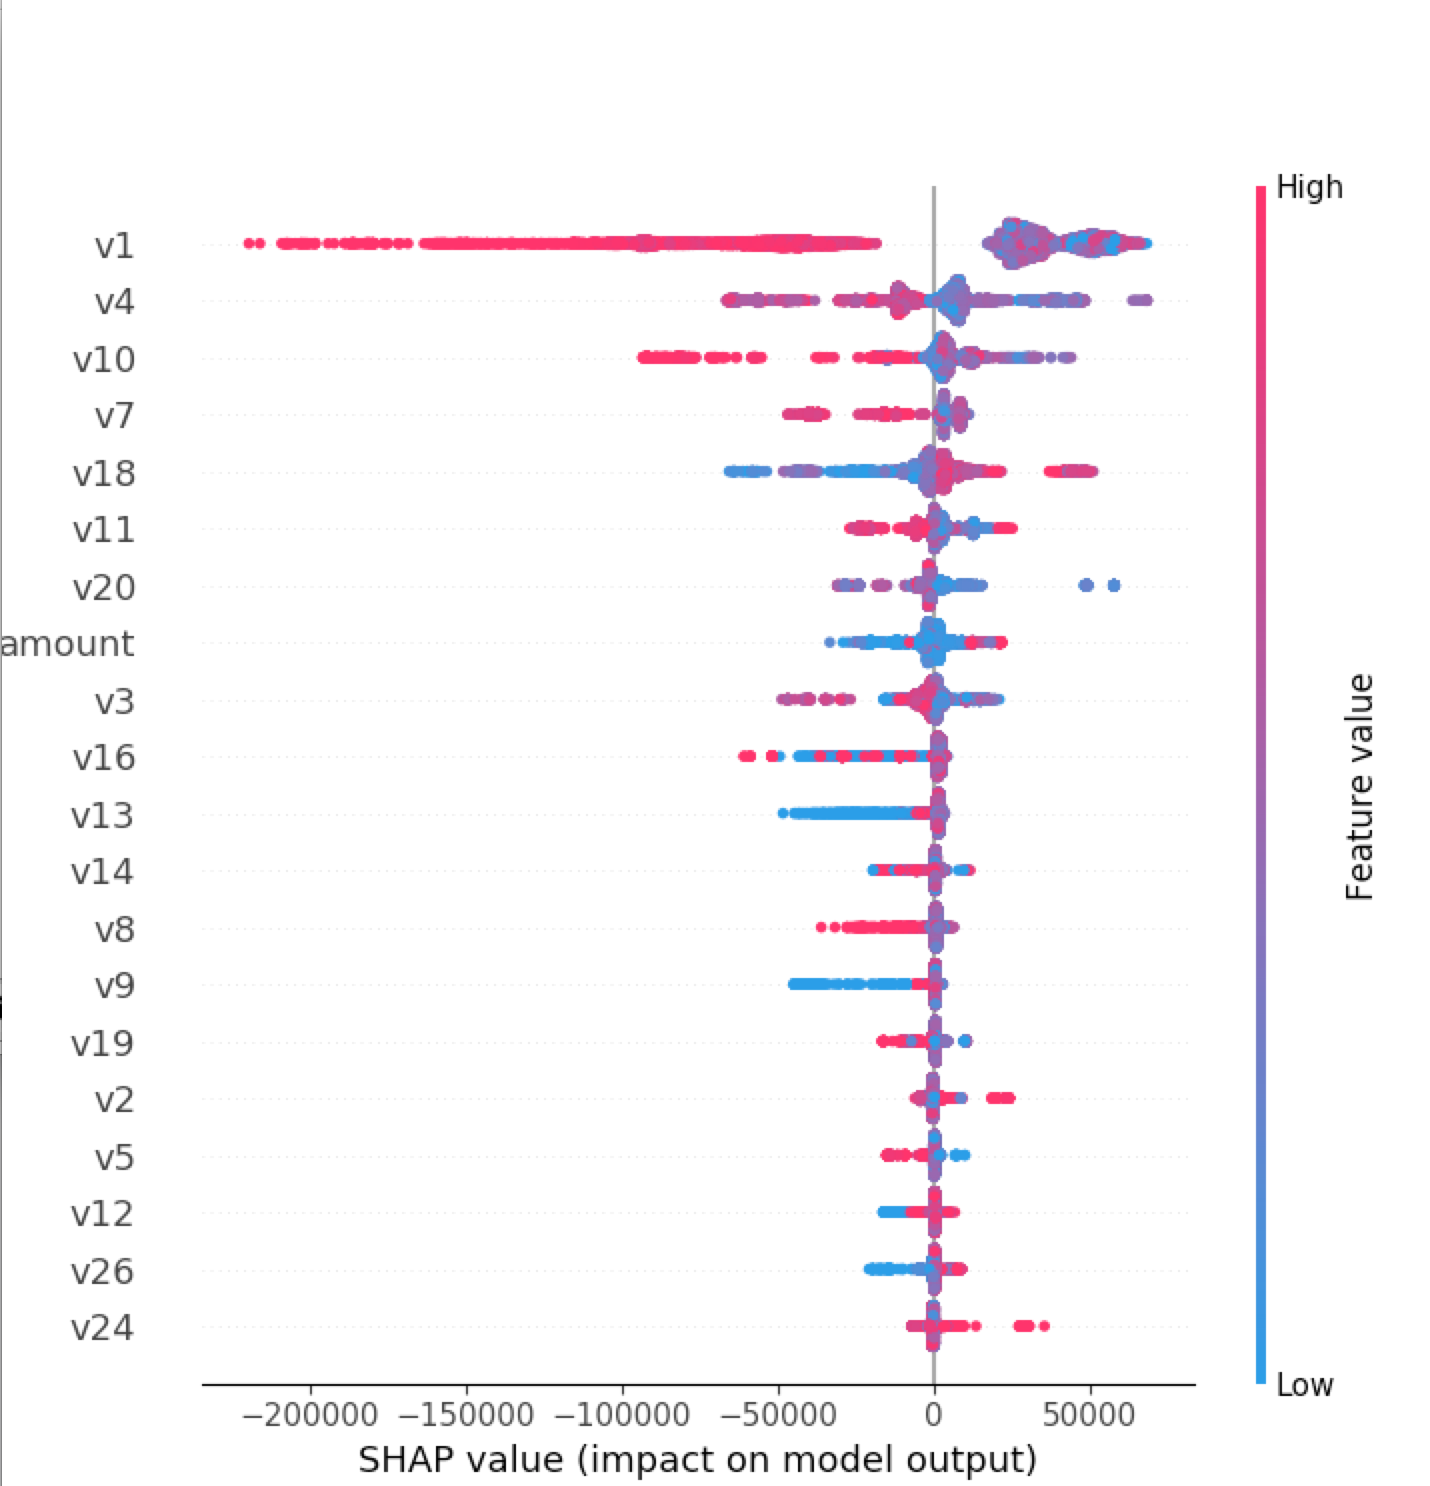 High
v1
v4
v10
v7
v18
v11
v20
amount
v3
v16
v13
v14
v8
v9
v19
v2
v5
v12
v26
v24
Feature value
Low
−200000 −150000 −100000 −50000 0 50000
SHAP value (impact on model output)